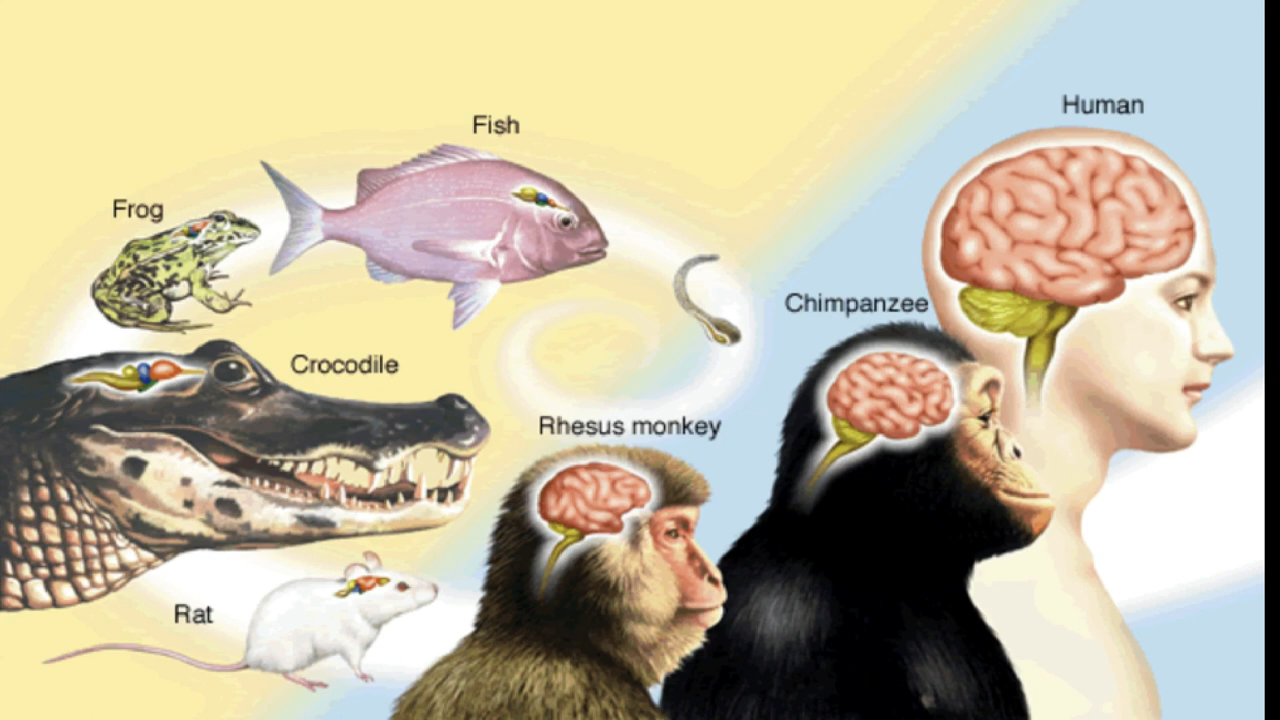 Human
Fish
Frog
Chimpanzee
Crocodile
Rhesus monkey
Rat